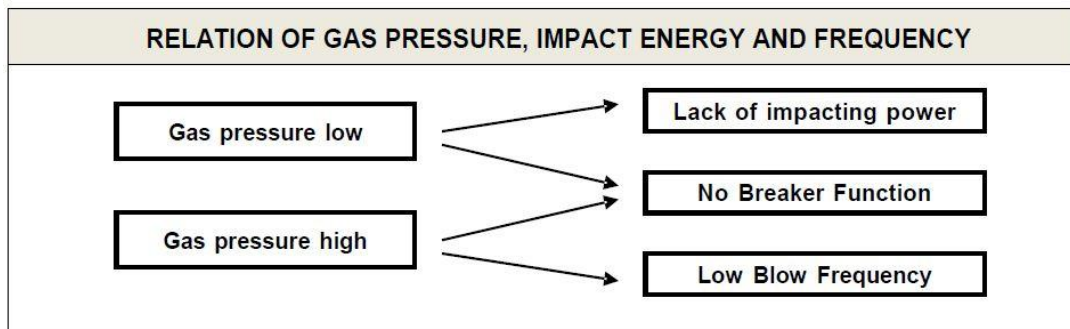 RELATION OF GAS PRESSURE, IMPACT ENERGY AND FREQUENCY
Gas pressure low
Lack of impacting power
No Breaker Function
Gas pressure high
Low Blow Frequency